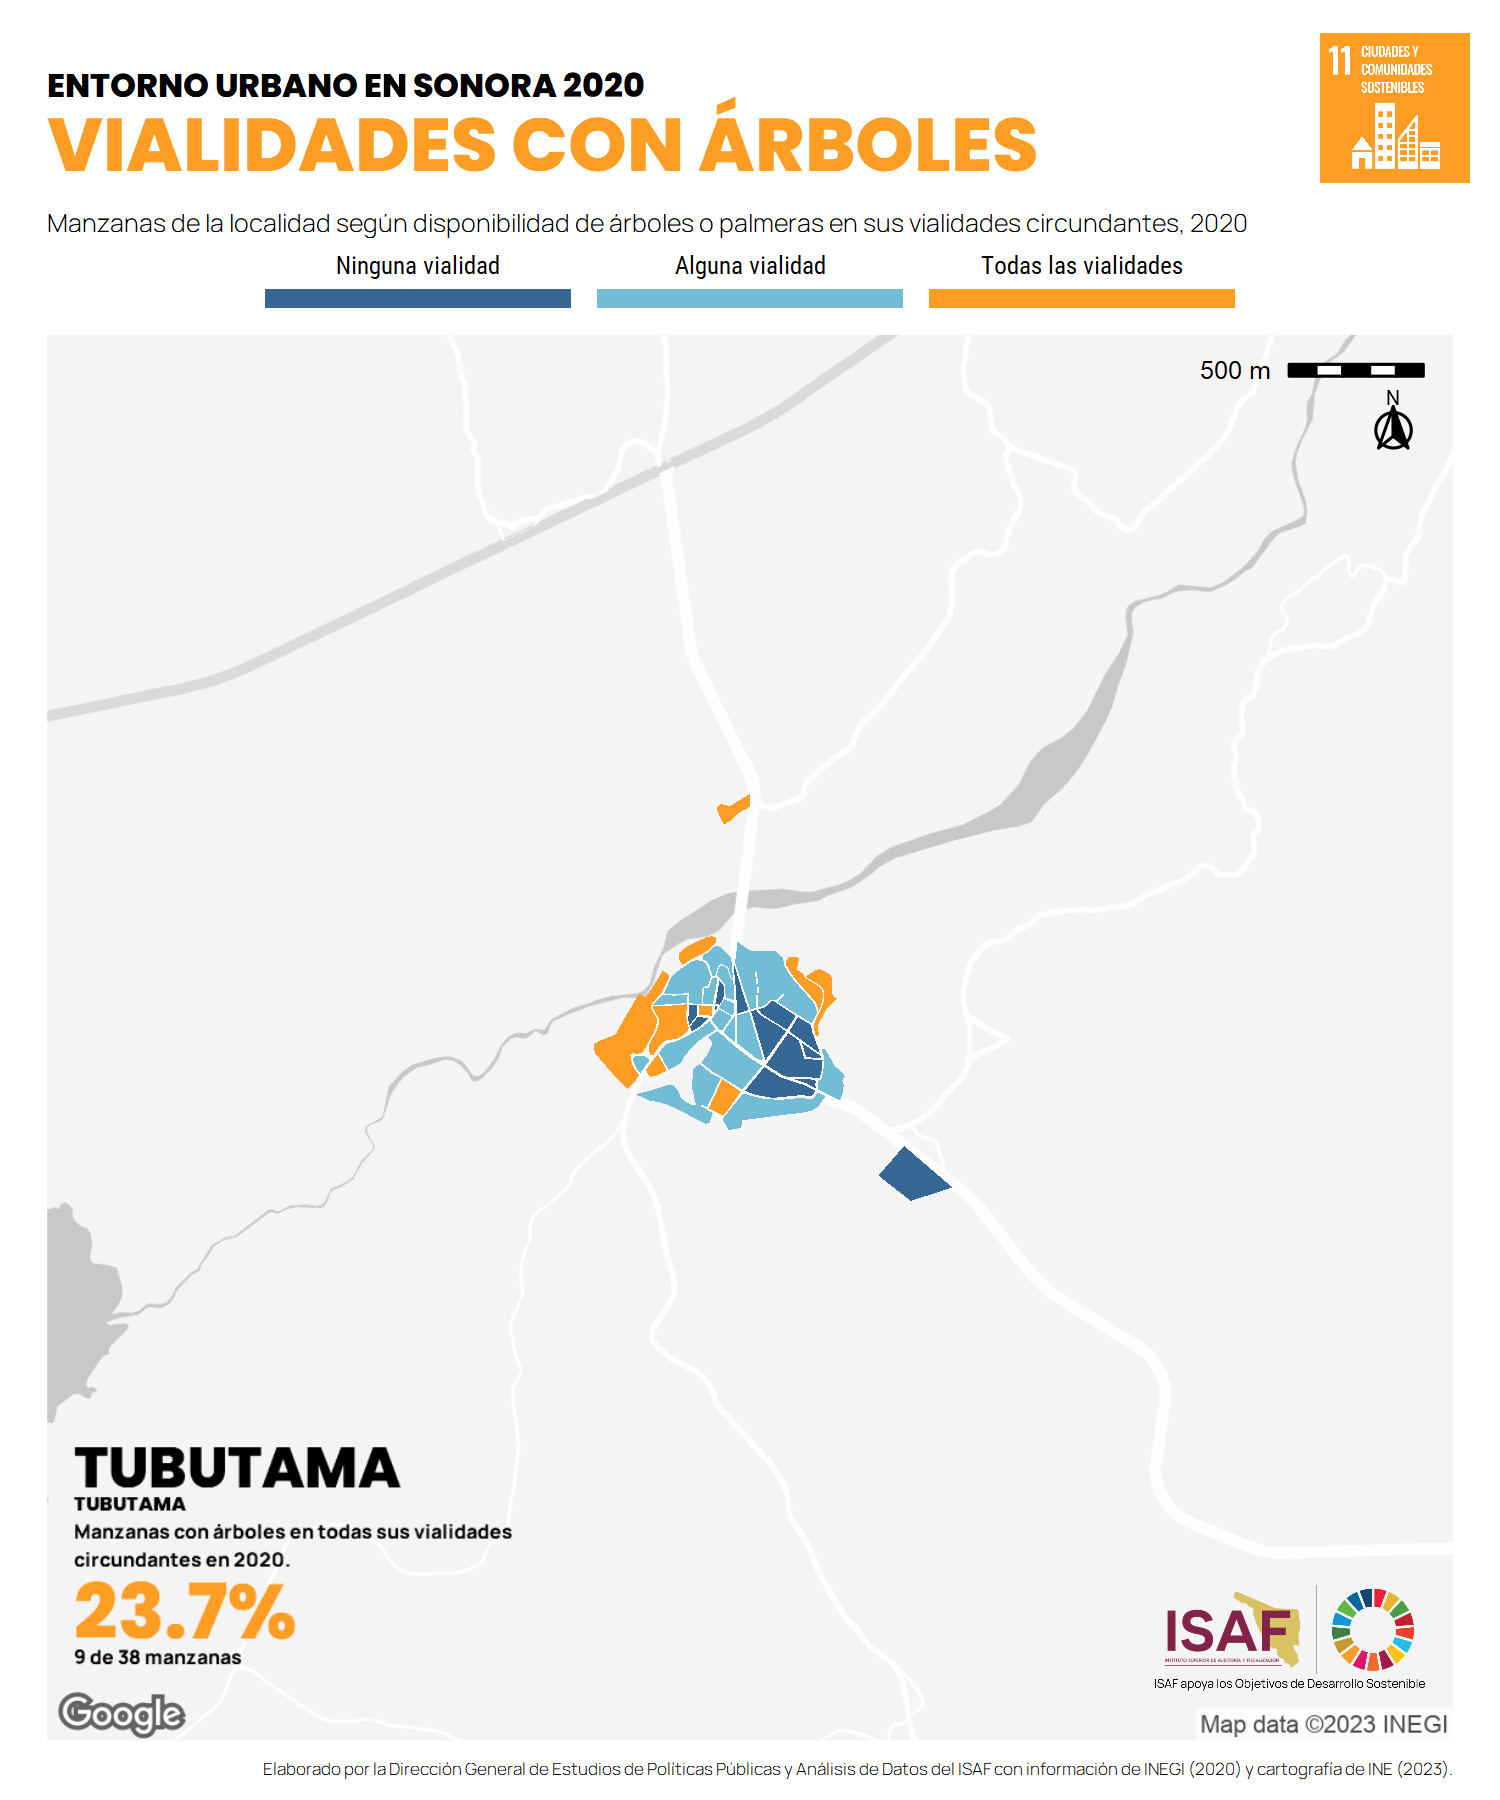 ENTORNO URBANO EN SONORA 2020
VIALIDADES CON ÁRBOLES
11 CIUDADES Y
COMUNIDADES
SOSTENIBLES
Manzanas de la localidad según disponibilidad de árboles o palmeras en sus vialidades circundantes, 2020
Ninguna vialidad
Alguna vialidad
Todas las vialidades
500 m
N
TUBUTAMA
TUBUTAMA
Manzanas con árboles en todas sus vialidades
circundantes en 2020.
23.7%
9 de 38 manzanas
Google
ISAF
INSTITUTO SUPERIOR DE AUDITORÍA Y FISCALIZACIÓN
ISAF apoya los Objetivos de Desarrollo Sostenible
Map data ©2023 INEGI
Elaborado por la Dirección General de Estudios de Políticas Públicas y Análisis de Datos del ISAF con información de INEGI (2020) y cartografía de INE (2023).